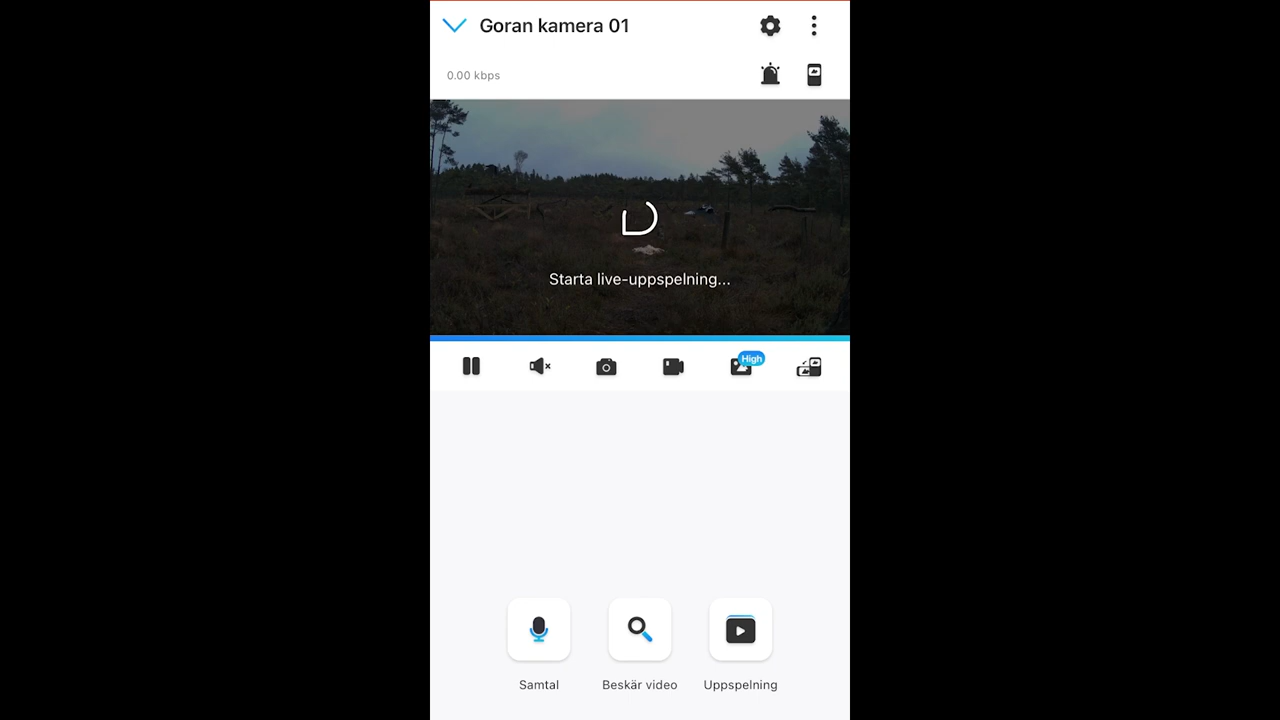 Goran kamera 01
0.00 kbps
Starta live-uppspelning...
High
Samtal
Beskär video
Uppspelning